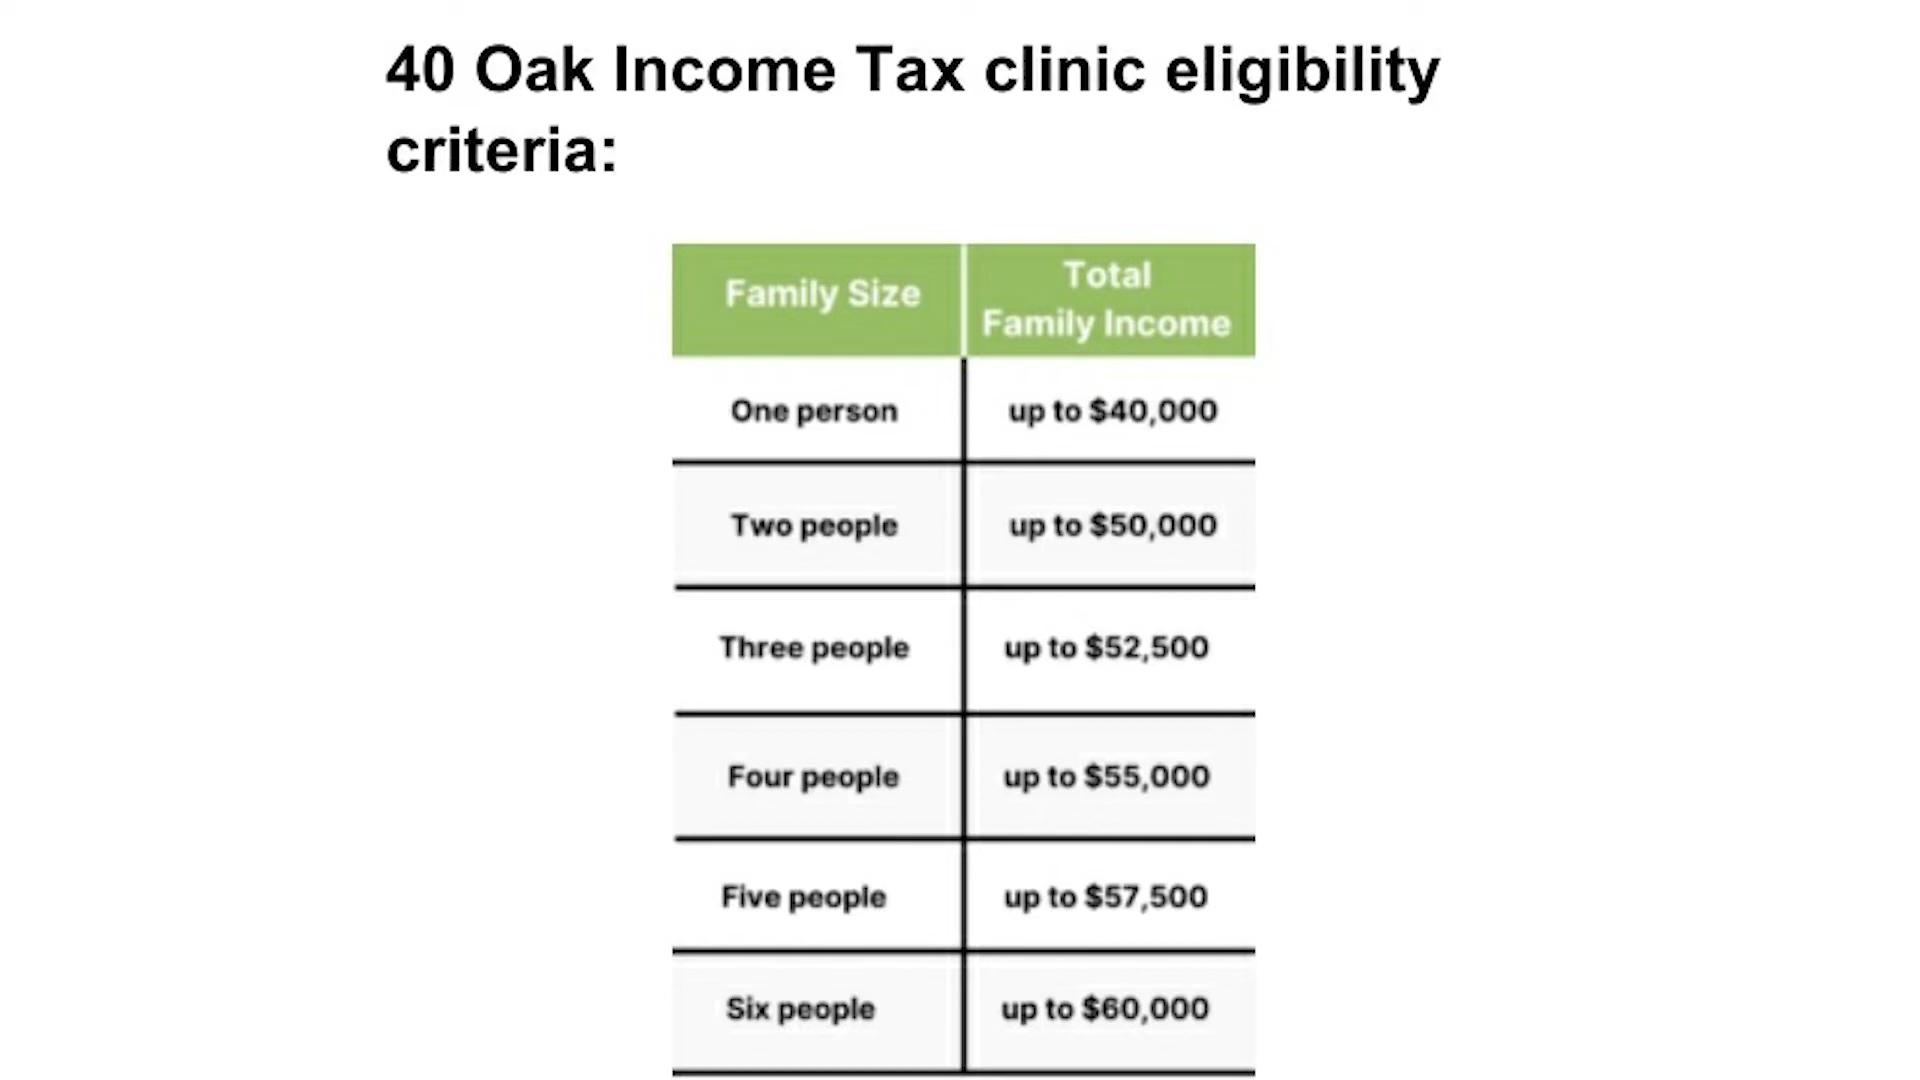 40 Oak Income Tax clinic eligibility
criteria:
Family Size
Total
Family Income
One person
up to $40,000
Two people
up to $50,000
Three people
up to $52,500
Four people
up to $55,000
Five people
up to $57,500
Six people
up to $60,000